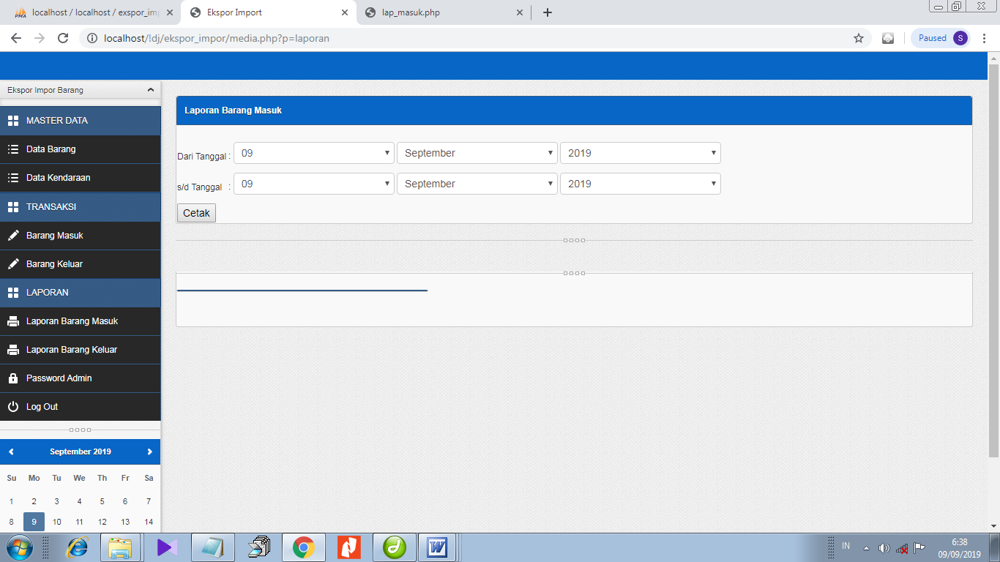 localhost / localhost / exspor_imp
Ekspor Import
lap_masuk.php
localhost/!dj/ekspor_impor/media.php?p=laporan
Paused S
Ekspor Impor Barang
MASTER DATA
Data Barang
Data Kendaraan
TRANSAKSI
Barang Masuk
Barang Keluar
LAPORAN
Laporan Barang Masuk
Laporan Barang Keluar
Password Admin
Log Out
September 2019
Su Mo Tu We Th Fr Sa
1 2 3 4 5 6 7
8 9 10 11 12 13 14
Laporan Barang Masuk
Dari Tanggal : 09 September 2019
s/d Tanggal : 09 September 2019
Cetak
IN
6:38
09/09/2019